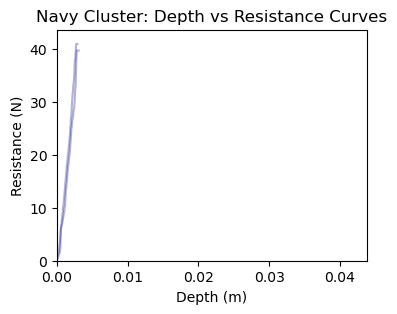 Navy Cluster: Depth vs Resistance Curves
Resistance (N)
40
30
20
10
0
0.00 0.01 0.02 0.03 0.04
Depth (m)